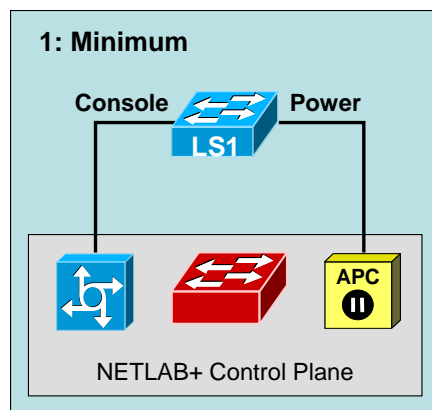 1: Minimum
Console
Power
LS1
APC
NETLAB+ Control Plane